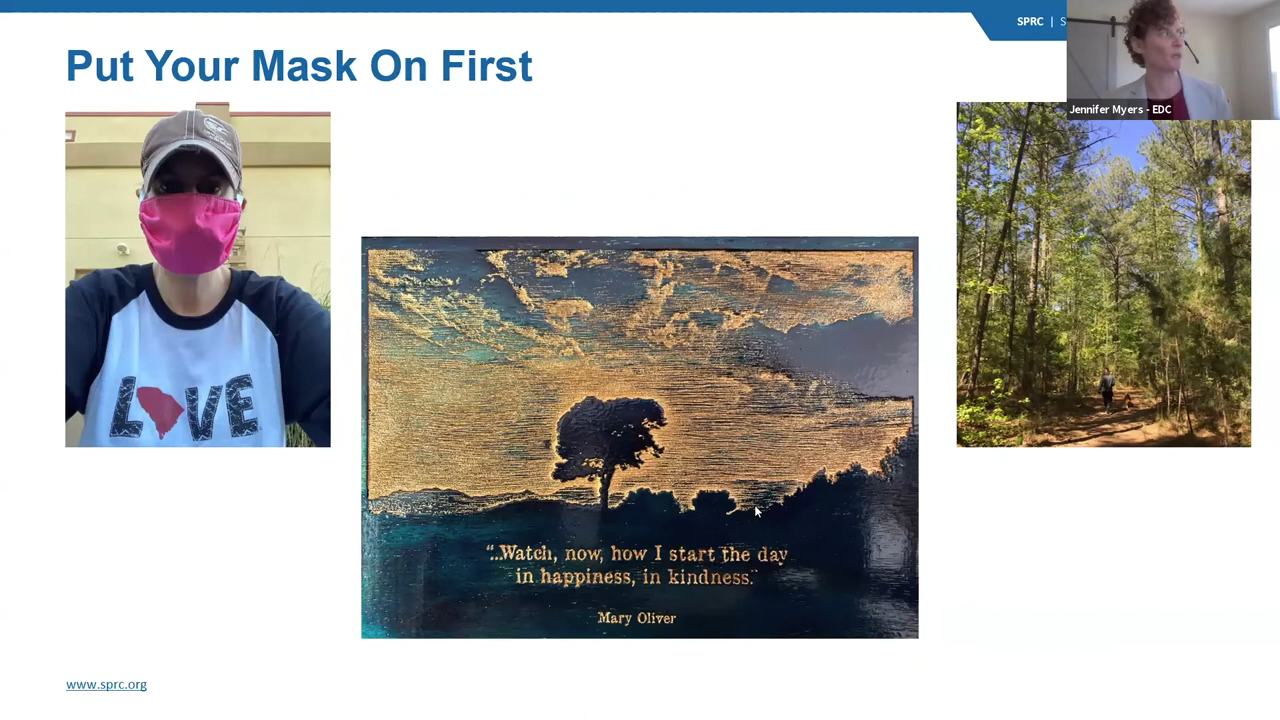 SPRC | S
Put Your Mask On First
Jennifer Myers - EDC
LOVE
"...Watch, now, how I start the day
in happiness, in kindness."
Mary Oliver
www.sprc.org